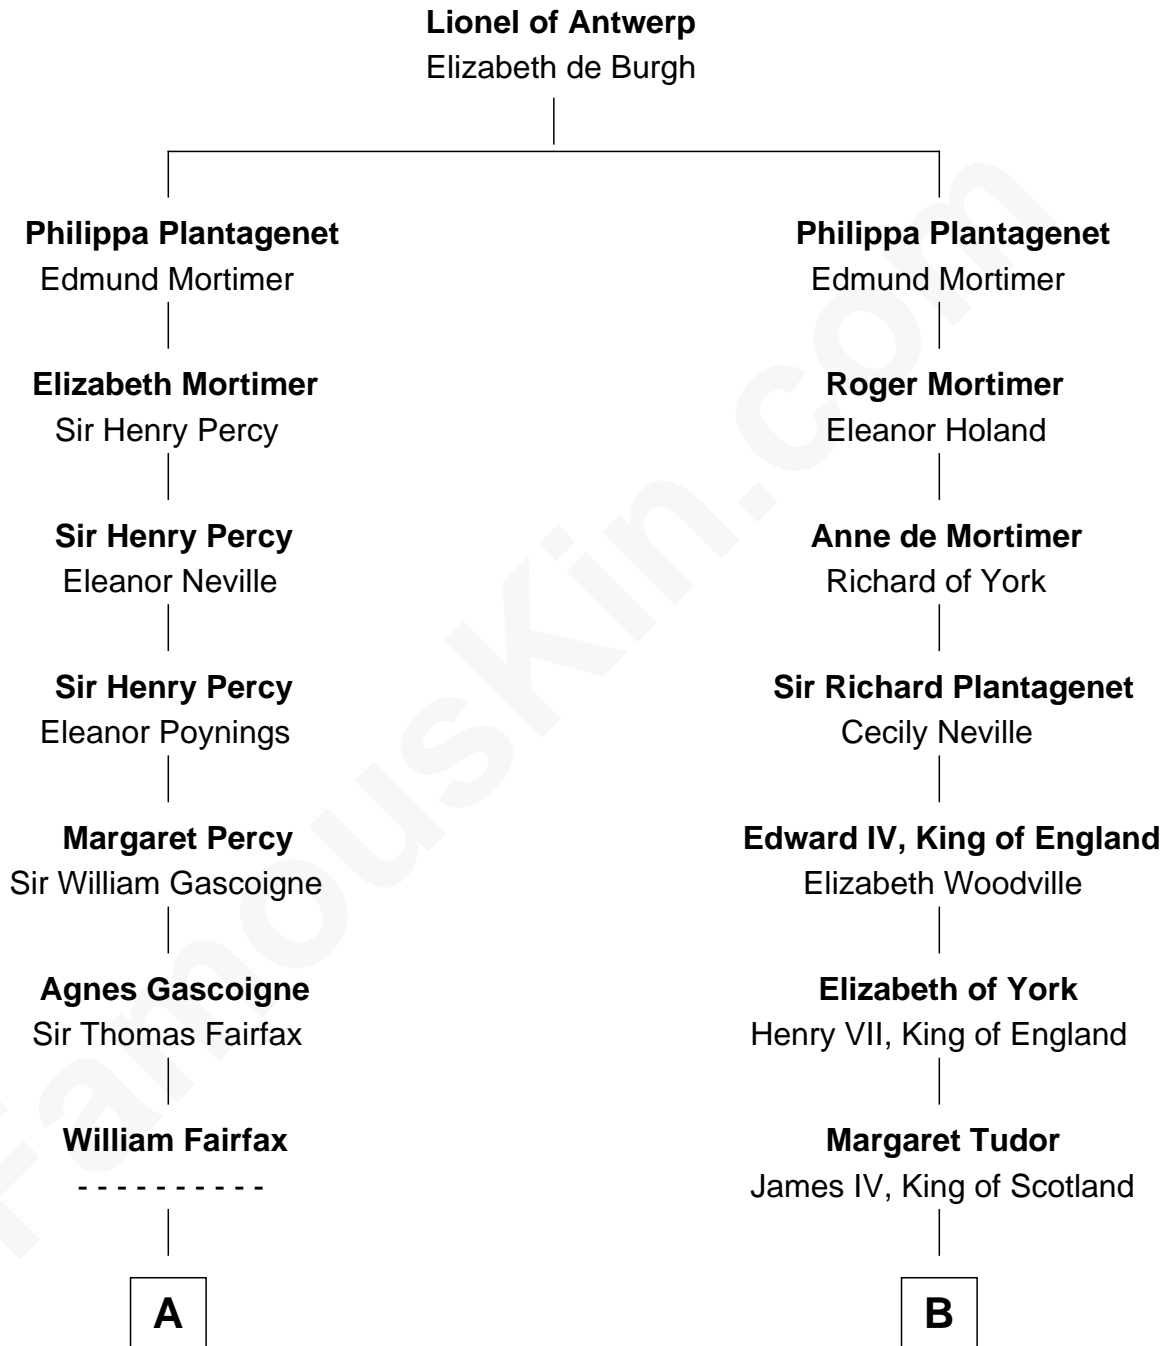 Lionel of Antwerp
Elizabeth de Burgh
Philippa Plantagenet
Edmund Mortimer
Elizabeth Mortimer
Sir Henry Percy
Sir Henry Percy
Eleanor Neville
Sir Henry Percy
Eleanor Poynings
Margaret Percy
Sir William Gascoigne
Agnes Gascoigne
Sir Thomas Fairfax
William Fairfax
- - - - - - - - - -
A
Philippa Plantagenet
Edmund Mortimer
Roger Mortimer
Eleanor Holand
Anne de Mortimer
Richard of York
Sir Richard Plantagenet
Cecily Neville
Edward IV, King of England
Elizabeth Woodville
Elizabeth of York
Henry VII, King of England
Margaret Tudor
James IV, King of Scotland
B
FamousKin.com